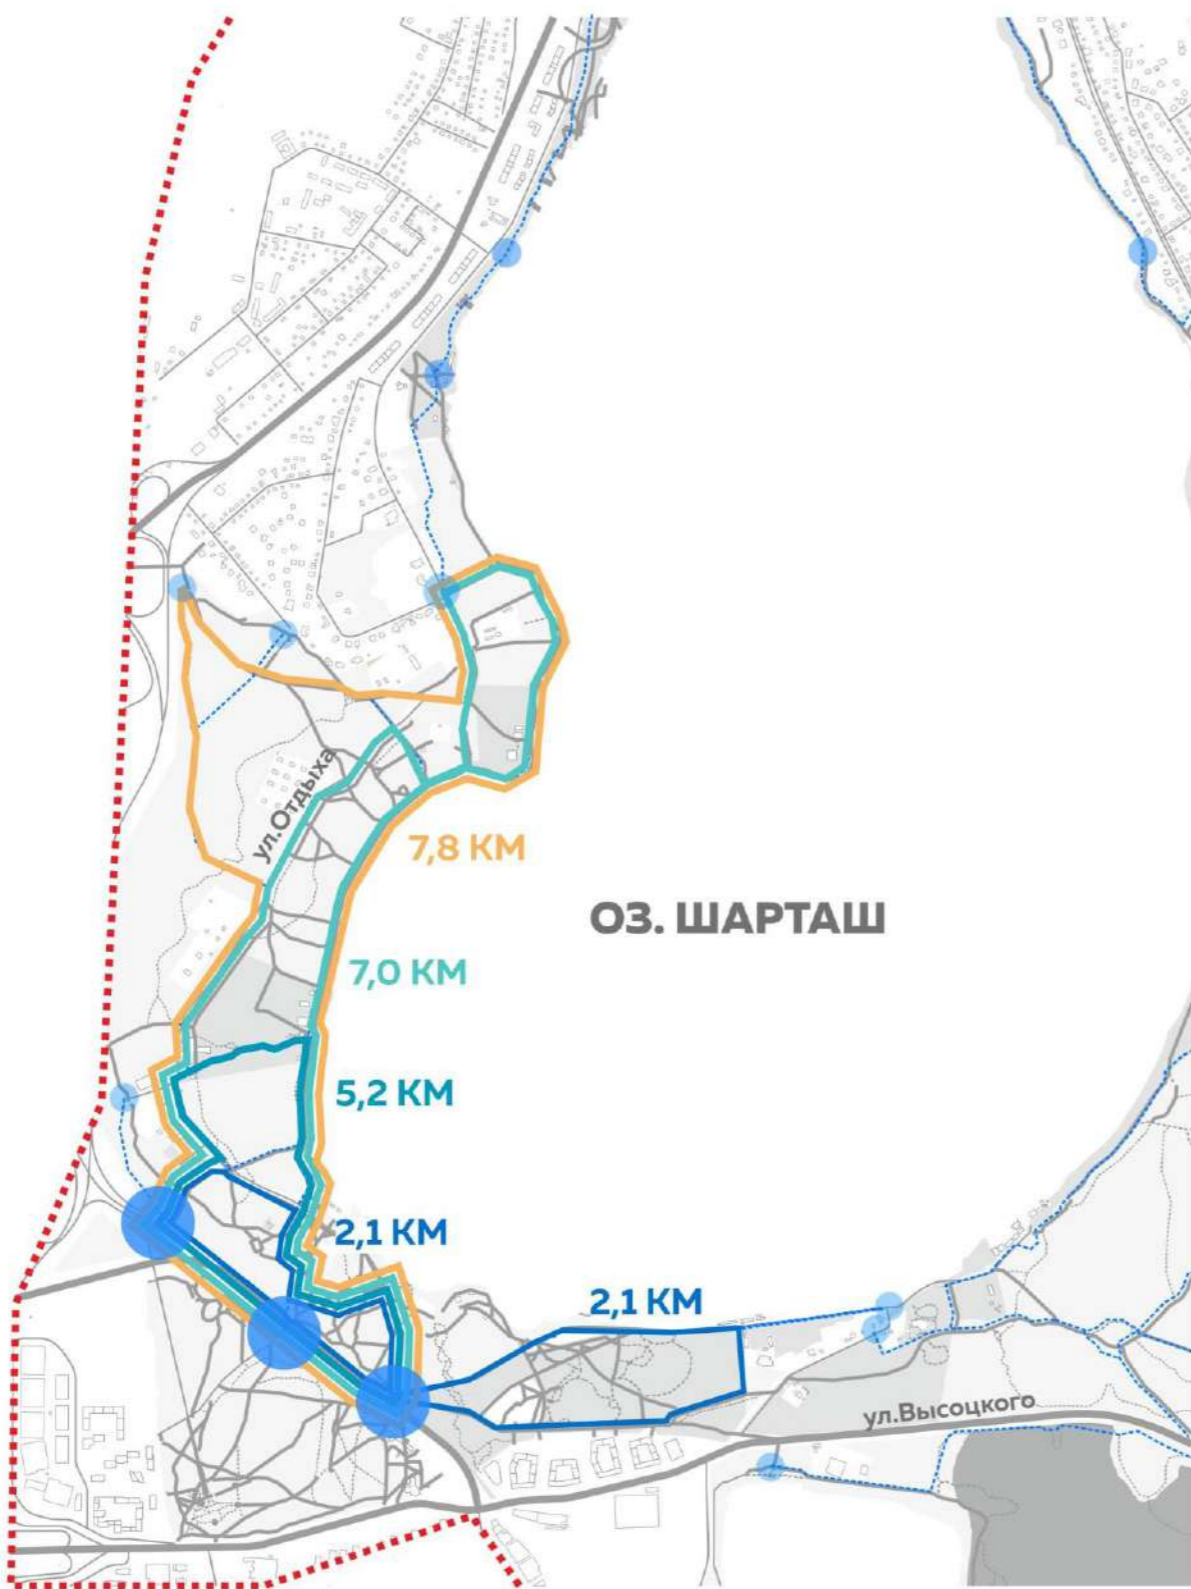 ул.Отдыха
7,8 КМ
ОЗ. ШАРТАШ
7,0 КМ
5,2 КМ
2,1 КМ
2,1 КМ
ул.Высоцкого